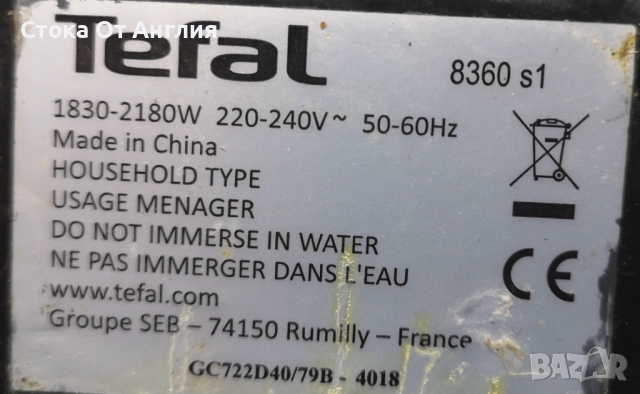 Стока От Англия
Tefal
8360 s1
1830-2180W 220-240V~ 50-60Hz
Made in China
HOUSEHOLD TYPE
USAGE MENAGER
DO NOT IMMERSE IN WATER
NE PAS IMMERGER DANS L'EAU
www.tefal.com
CE
Groupe SEB – 74150 Rumilly – France
GC722D40/79B - 4018
BAZAR